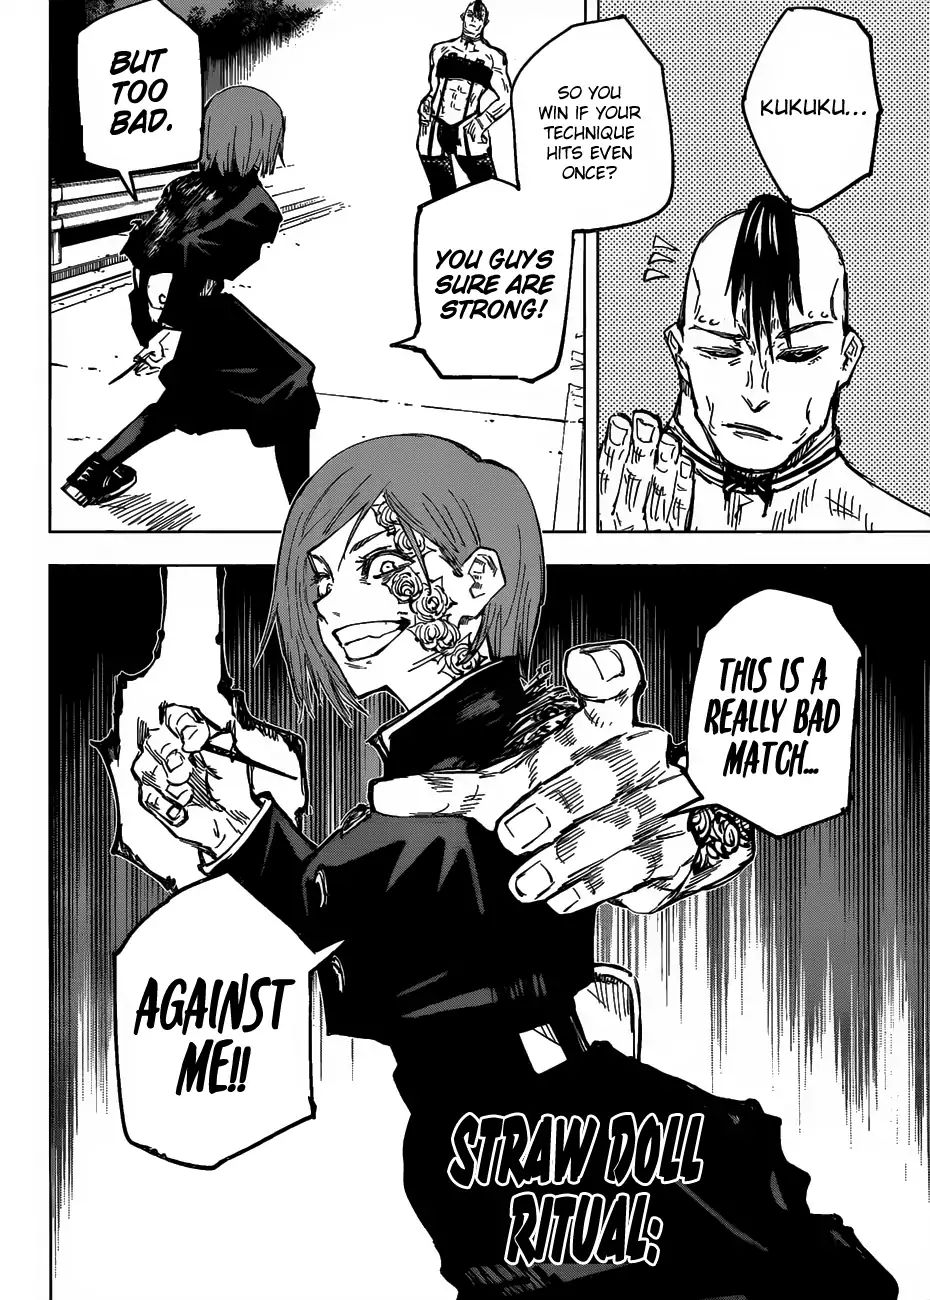 KUKUKU...
SO YOU
WIN IF YOUR
TECHNIQUE
HITS EVEN
ONCE?
YOU GUYS
SURE ARE
STRONG!
BUT
TOO
BAD.
THIS IS A
REALLY BAD
MATCH...
AGAINST
ME!!
STRAW DOLL
RITUAL: